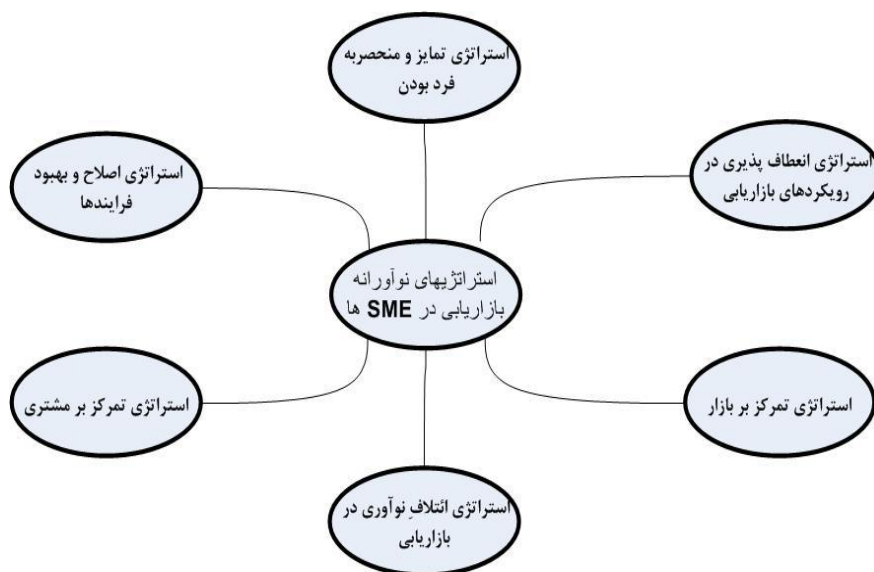 استراتژی تمایز و منحصربه
فرد بودن
استراتژی انعطاف پذیری در
رویکردهای بازاریابی
استراتژی اصلاح و بهبود
فرایندها
استراتژیهای نوآورانه
بازاریابی در SME ها
استراتژی تمرکز بر بازار
استراتژی تمرکز بر مشتری
استراتژی ائتلافِ نوآوری در
بازاریابی